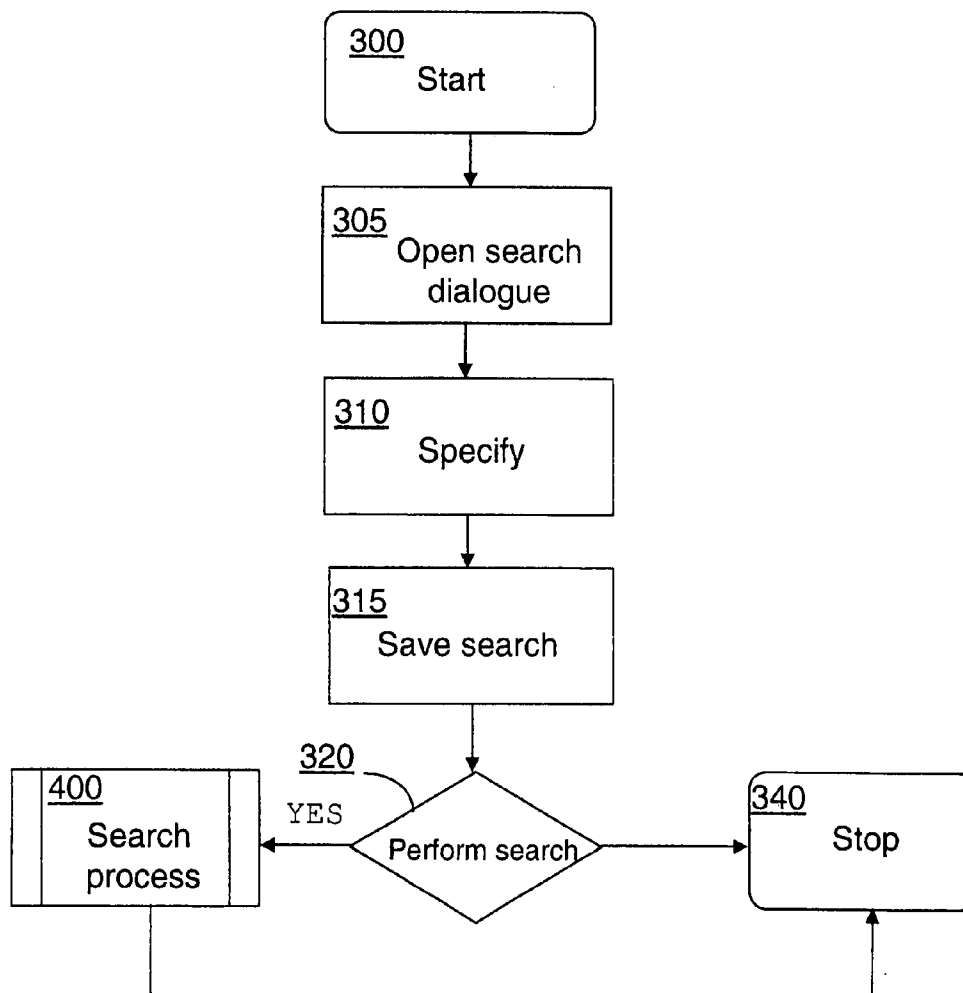 300
Start
305
Open search
dialogue
310
Specify
315
Save search
320
400
YES
340
Search
process
Perform search
Stop